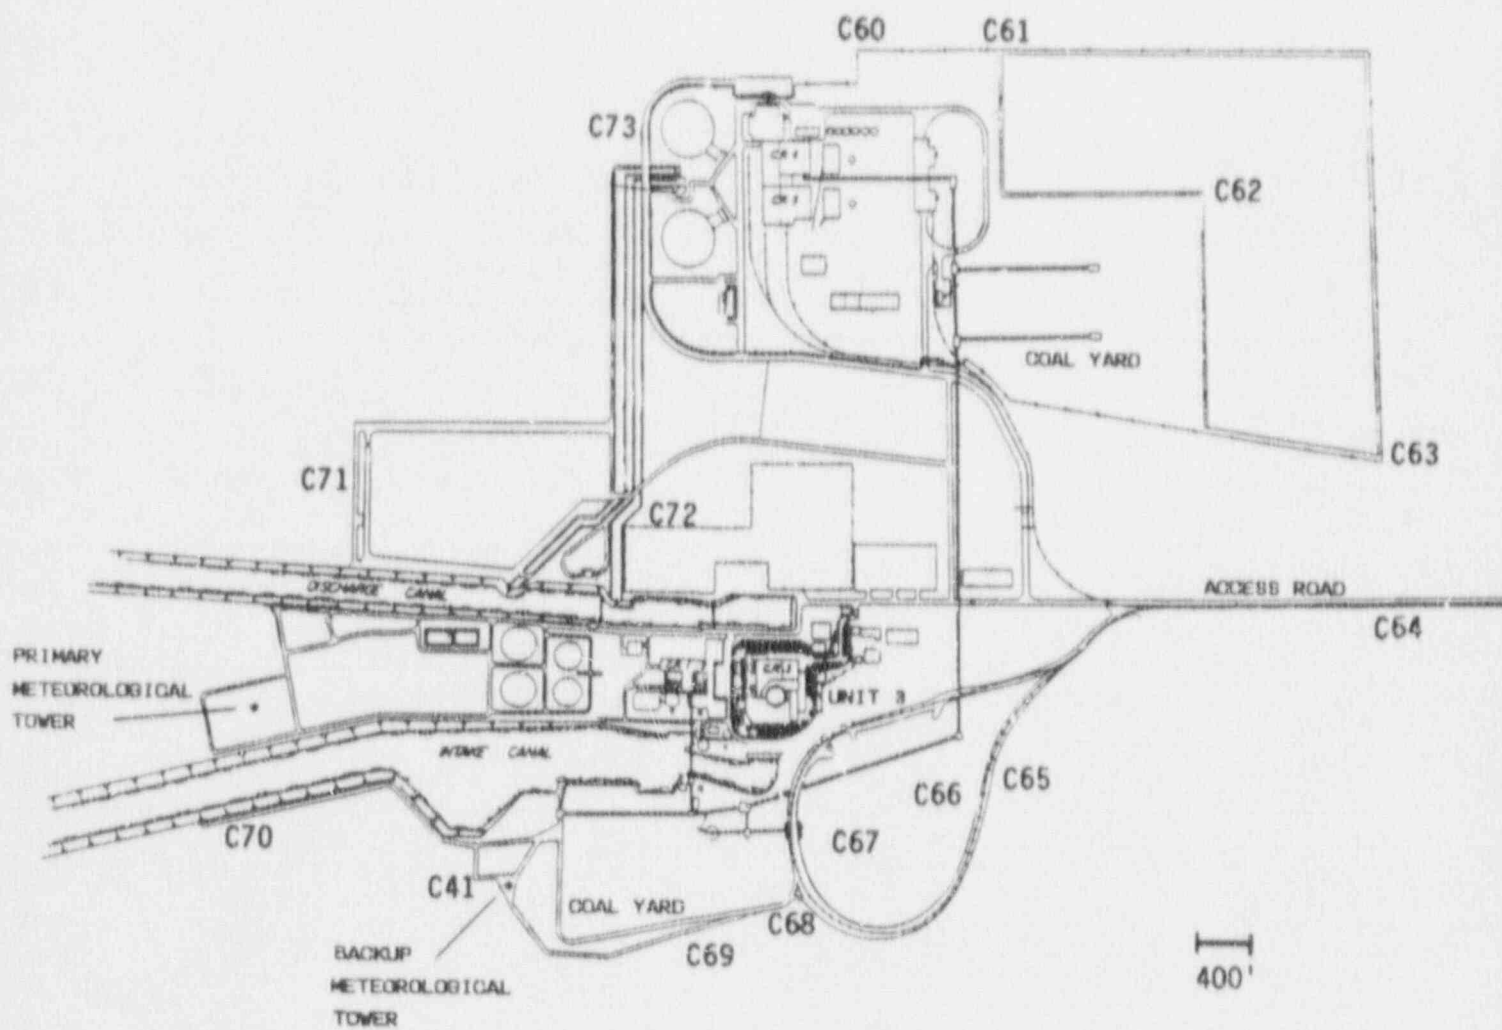 C60
C61
C73
C62
COAL YARD
C63
C71
C72
DISCHARGE CANAL
ACCESS ROAD
C64
PRIMARY
METEOROLOGICAL
TOWER
UNIT 3
INTAKE CANAL
C66
C65
C70
C67
C41
COAL YARD
C68
C69
BACKUP
METEOROLOGICAL
TOWER
400'